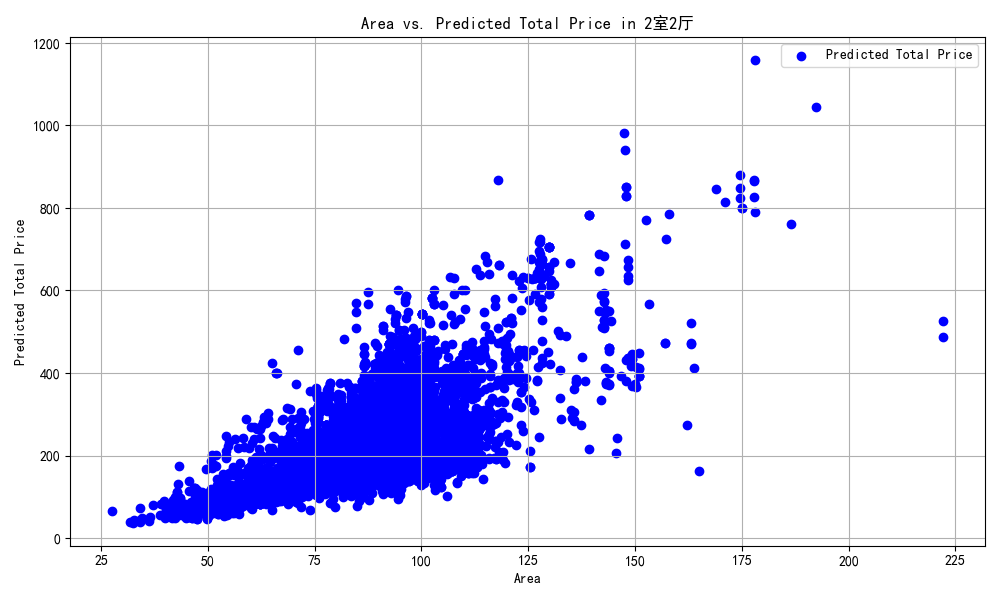 Area vs. Predicted Total Price in 2室2厅
Predicted Total Price
1200
1000
800
600
400
200
0
Predicted Total Price
25 50 75 100 125 150 175 200 225
Area